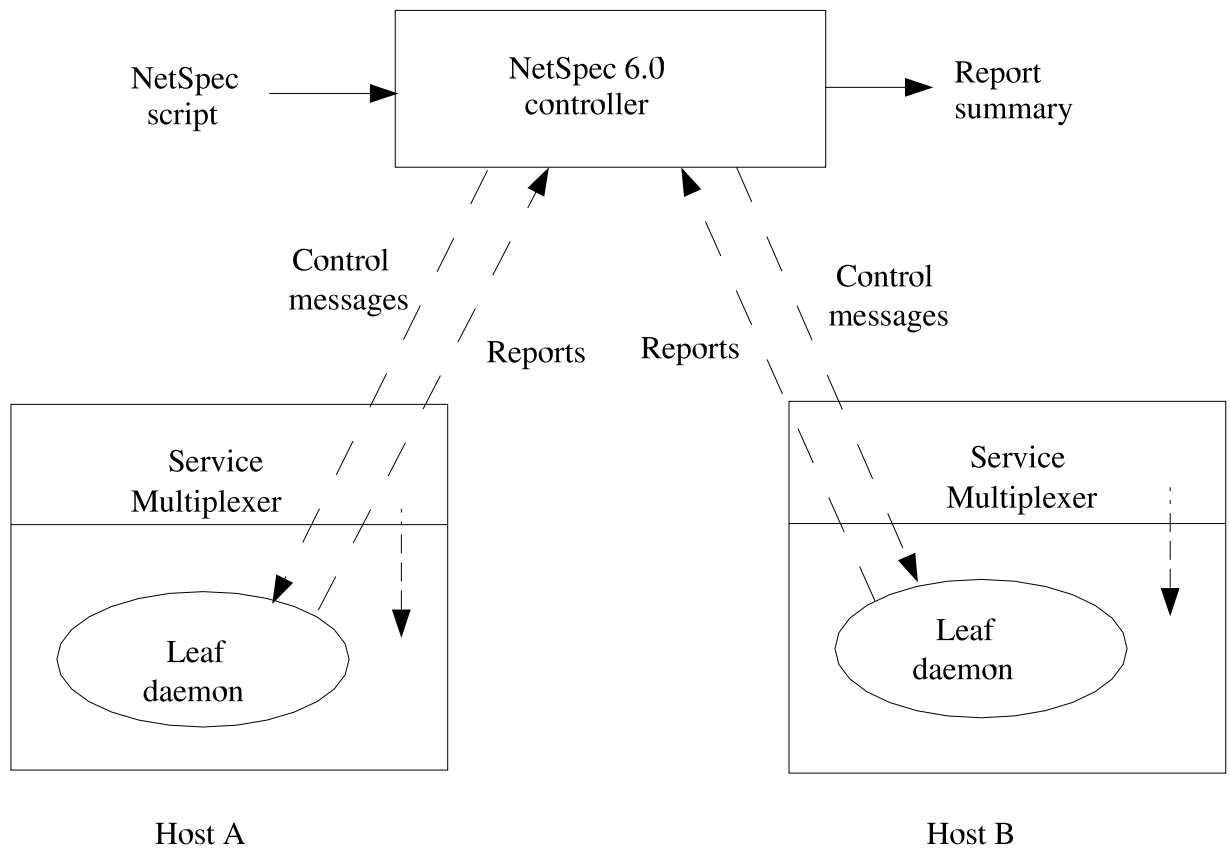 NetSpec
script
NetSpec 6.0
controller
Report
summary
Control
messages
Reports
Reports
Control
messages
Service
Multiplexer
Leaf
daemon
Service
Multiplexer
Leaf
daemon
Host A
Host B